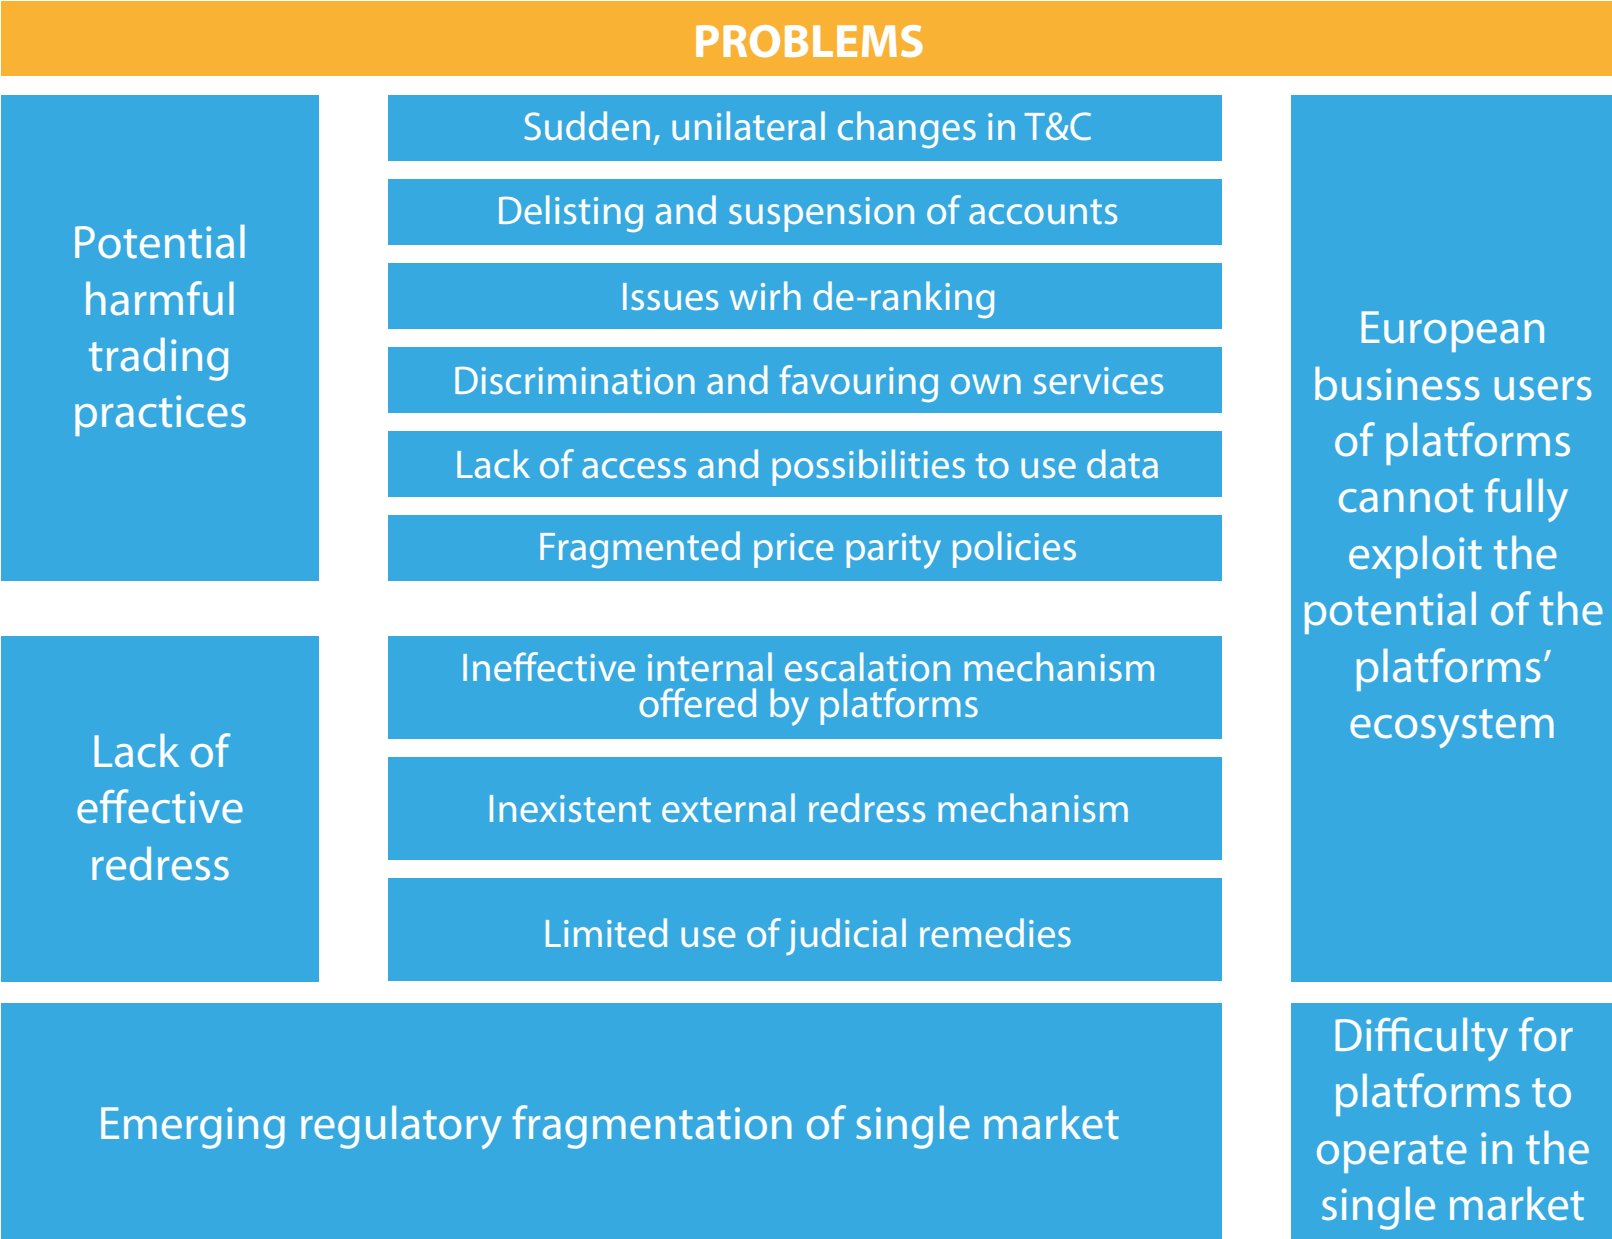 PROBLEMS
Potential
harmful
trading
practices
Sudden, unilateral changes in T&C
Delisting and suspension of accounts
Issues wirh de-ranking
Discrimination and favouring own services
Lack of access and possibilities to use data
Fragmented price parity policies
Lack of
effective
redress
Ineffective internal escalation mechanism
offered by platforms
Inexistent external redress mechanism
Limited use of judicial remedies
European
business users
of platforms
cannot fully
exploit the
potential of the
platforms’
ecosystem
Emerging regulatory fragmentation of single market
Difficulty for
platforms to
operate in the
single market